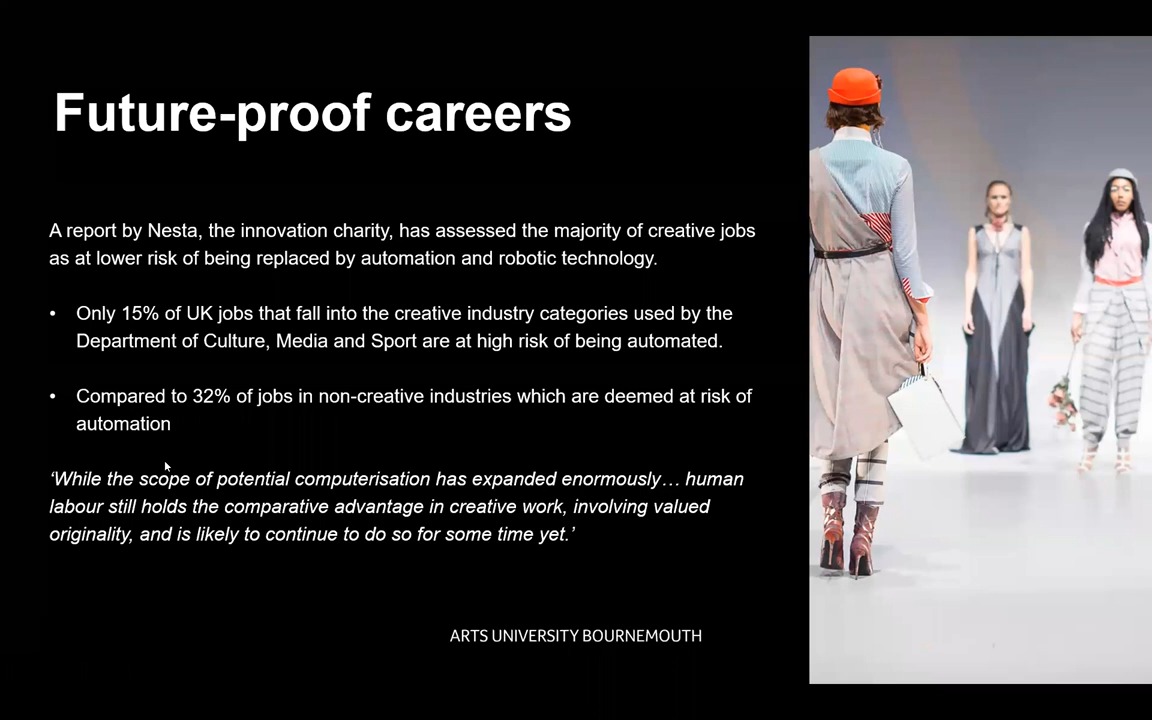 Future-proof careers
A report by Nesta, the innovation charity, has assessed the majority of creative jobs
as at lower risk of being replaced by automation and robotic technology.
• Only 15% of UK jobs that fall into the creative industry categories used by the
Department of Culture, Media and Sport are at high risk of being automated.
• Compared to 32% of jobs in non-creative industries which are deemed at risk of
automation
‘While the scope of potential computerisation has expanded enormously… human
labour still holds the comparative advantage in creative work, involving valued
originality, and is likely to continue to do so for some time yet.’
ARTS UNIVERSITY BOURNEMOUTH